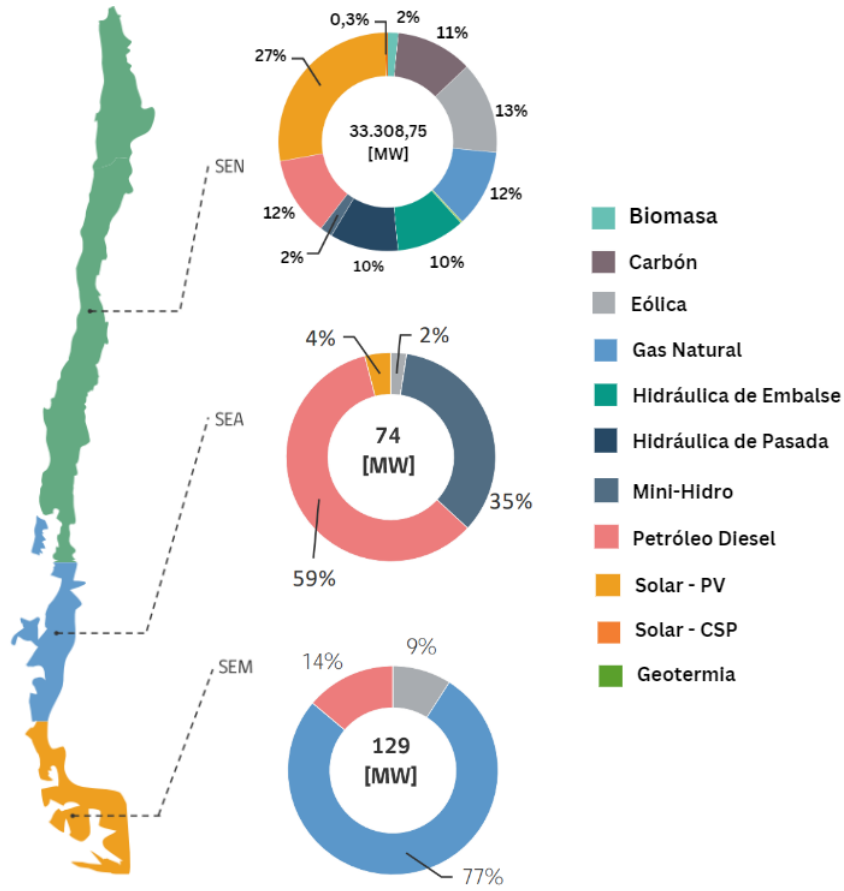 0,3%
2%
11%
27%
13%
33.308,75
[MW]
SEN
12%
12%
2%
10%
10%
Biomasa
Carbón
Eólica
Gas Natural
Hidráulica de Embalse
Hidráulica de Pasada
Mini-Hidro
Petróleo Diesel
Solar - PV
Solar - CSP
Geotermia
4%
2%
SEA
74
[MW]
35%
59%
SEM
14%
9%
129
[MW]
77%